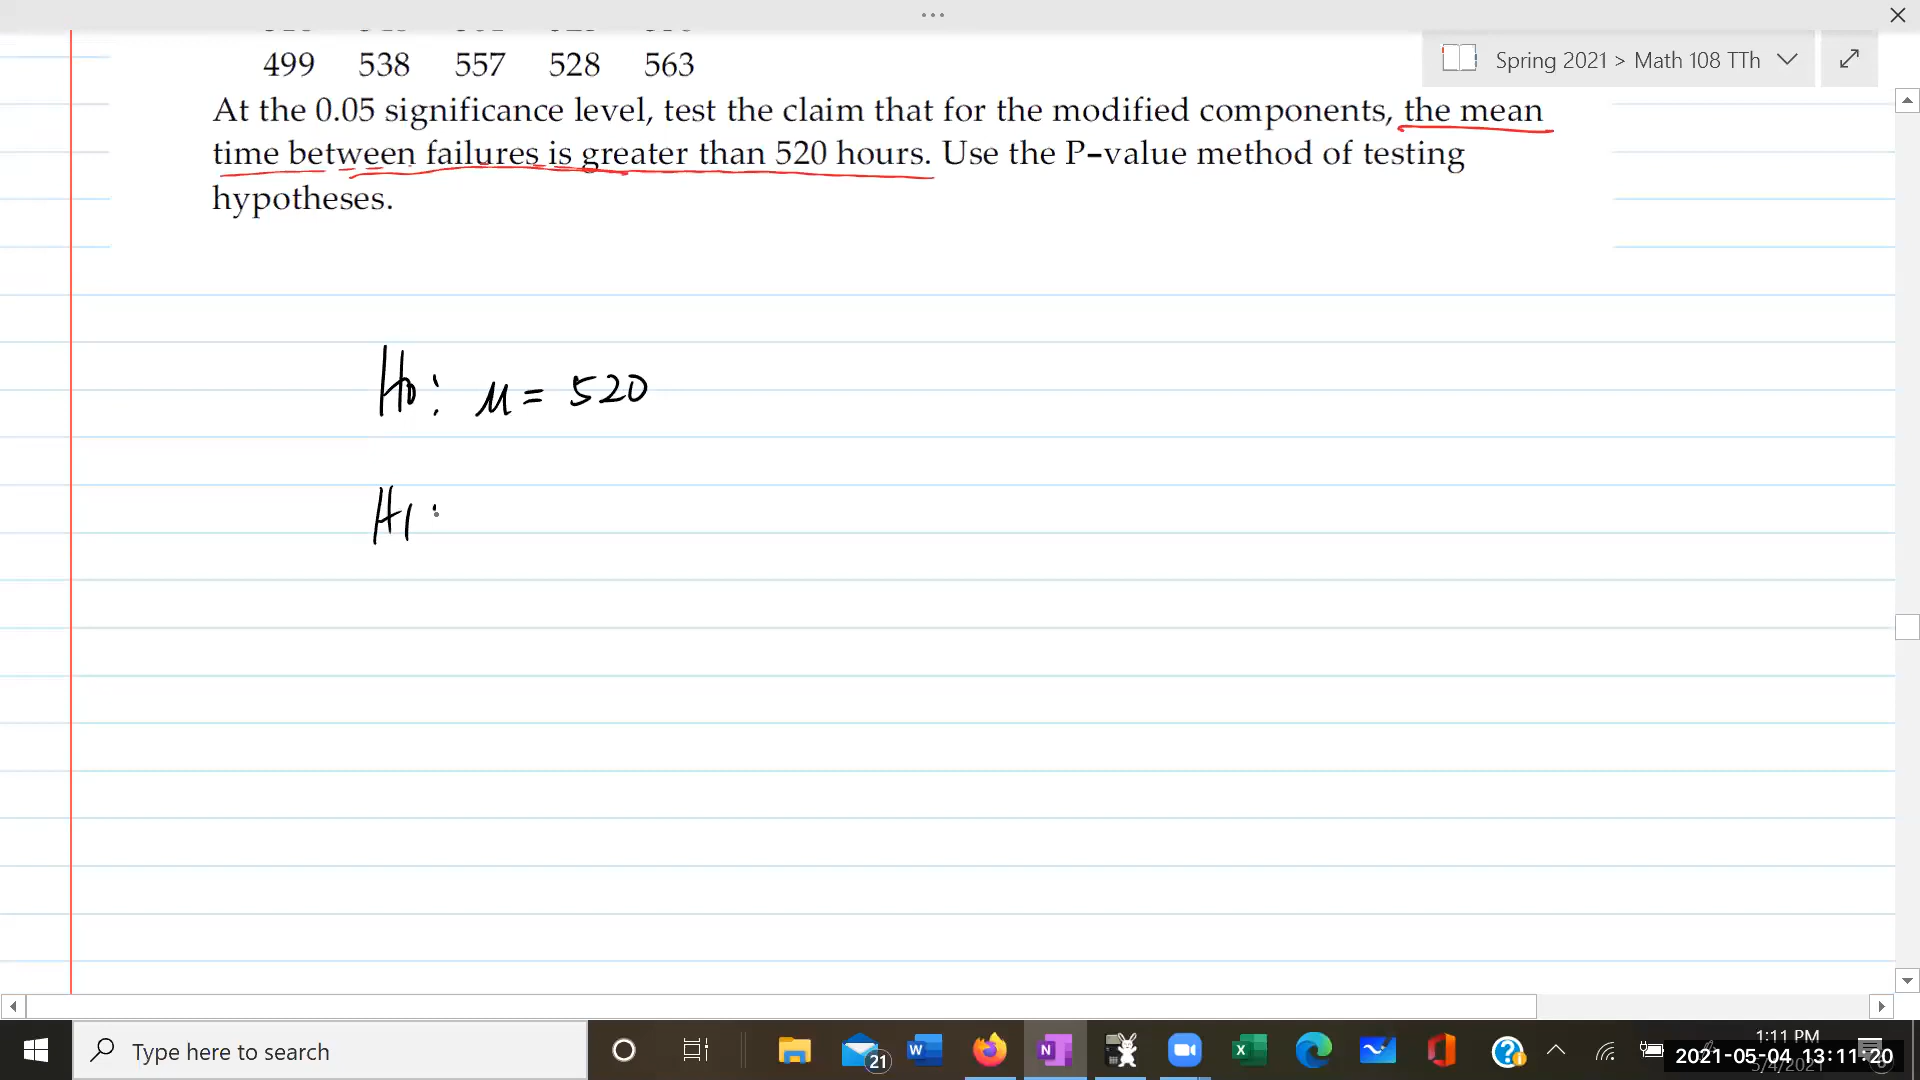 499 538 557 528 563
Spring 2021 > Math 108 TTh
At the 0.05 significance level, test the claim that for the modified components, the mean
time between failures is greater than 520 hours. Use the P-value method of testing
hypotheses.
H0: μ = 520
H1:
Type here to search
21
1:11 PM
2021-05-04 13:11:20